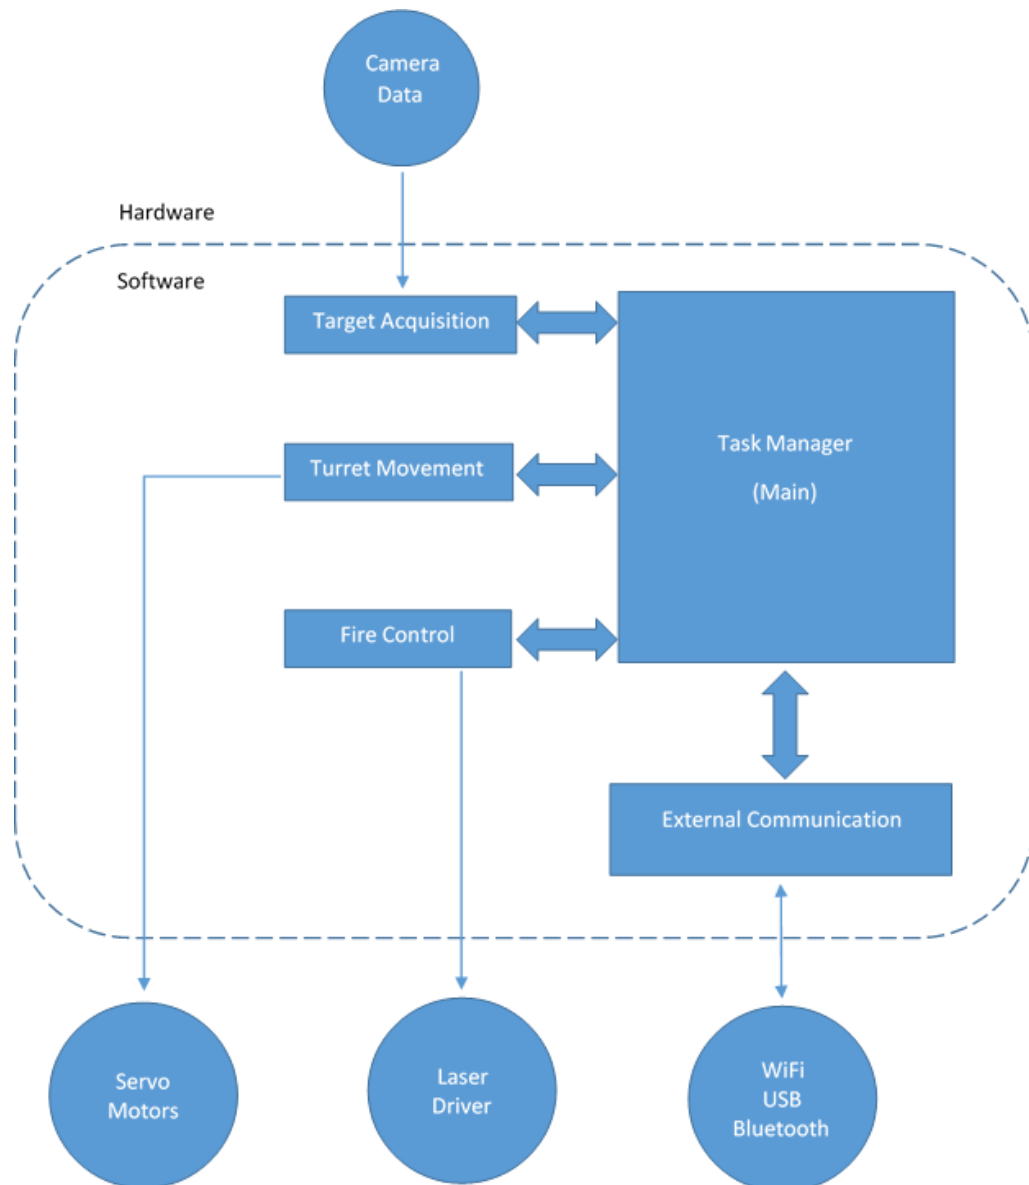 Camera
Data
Hardware
Software
Target Acquisition
Task Manager
(Main)
Turret Movement
Fire Control
External Communication
Servo
Motors
Laser
Driver
WiFi
USB
Bluetooth